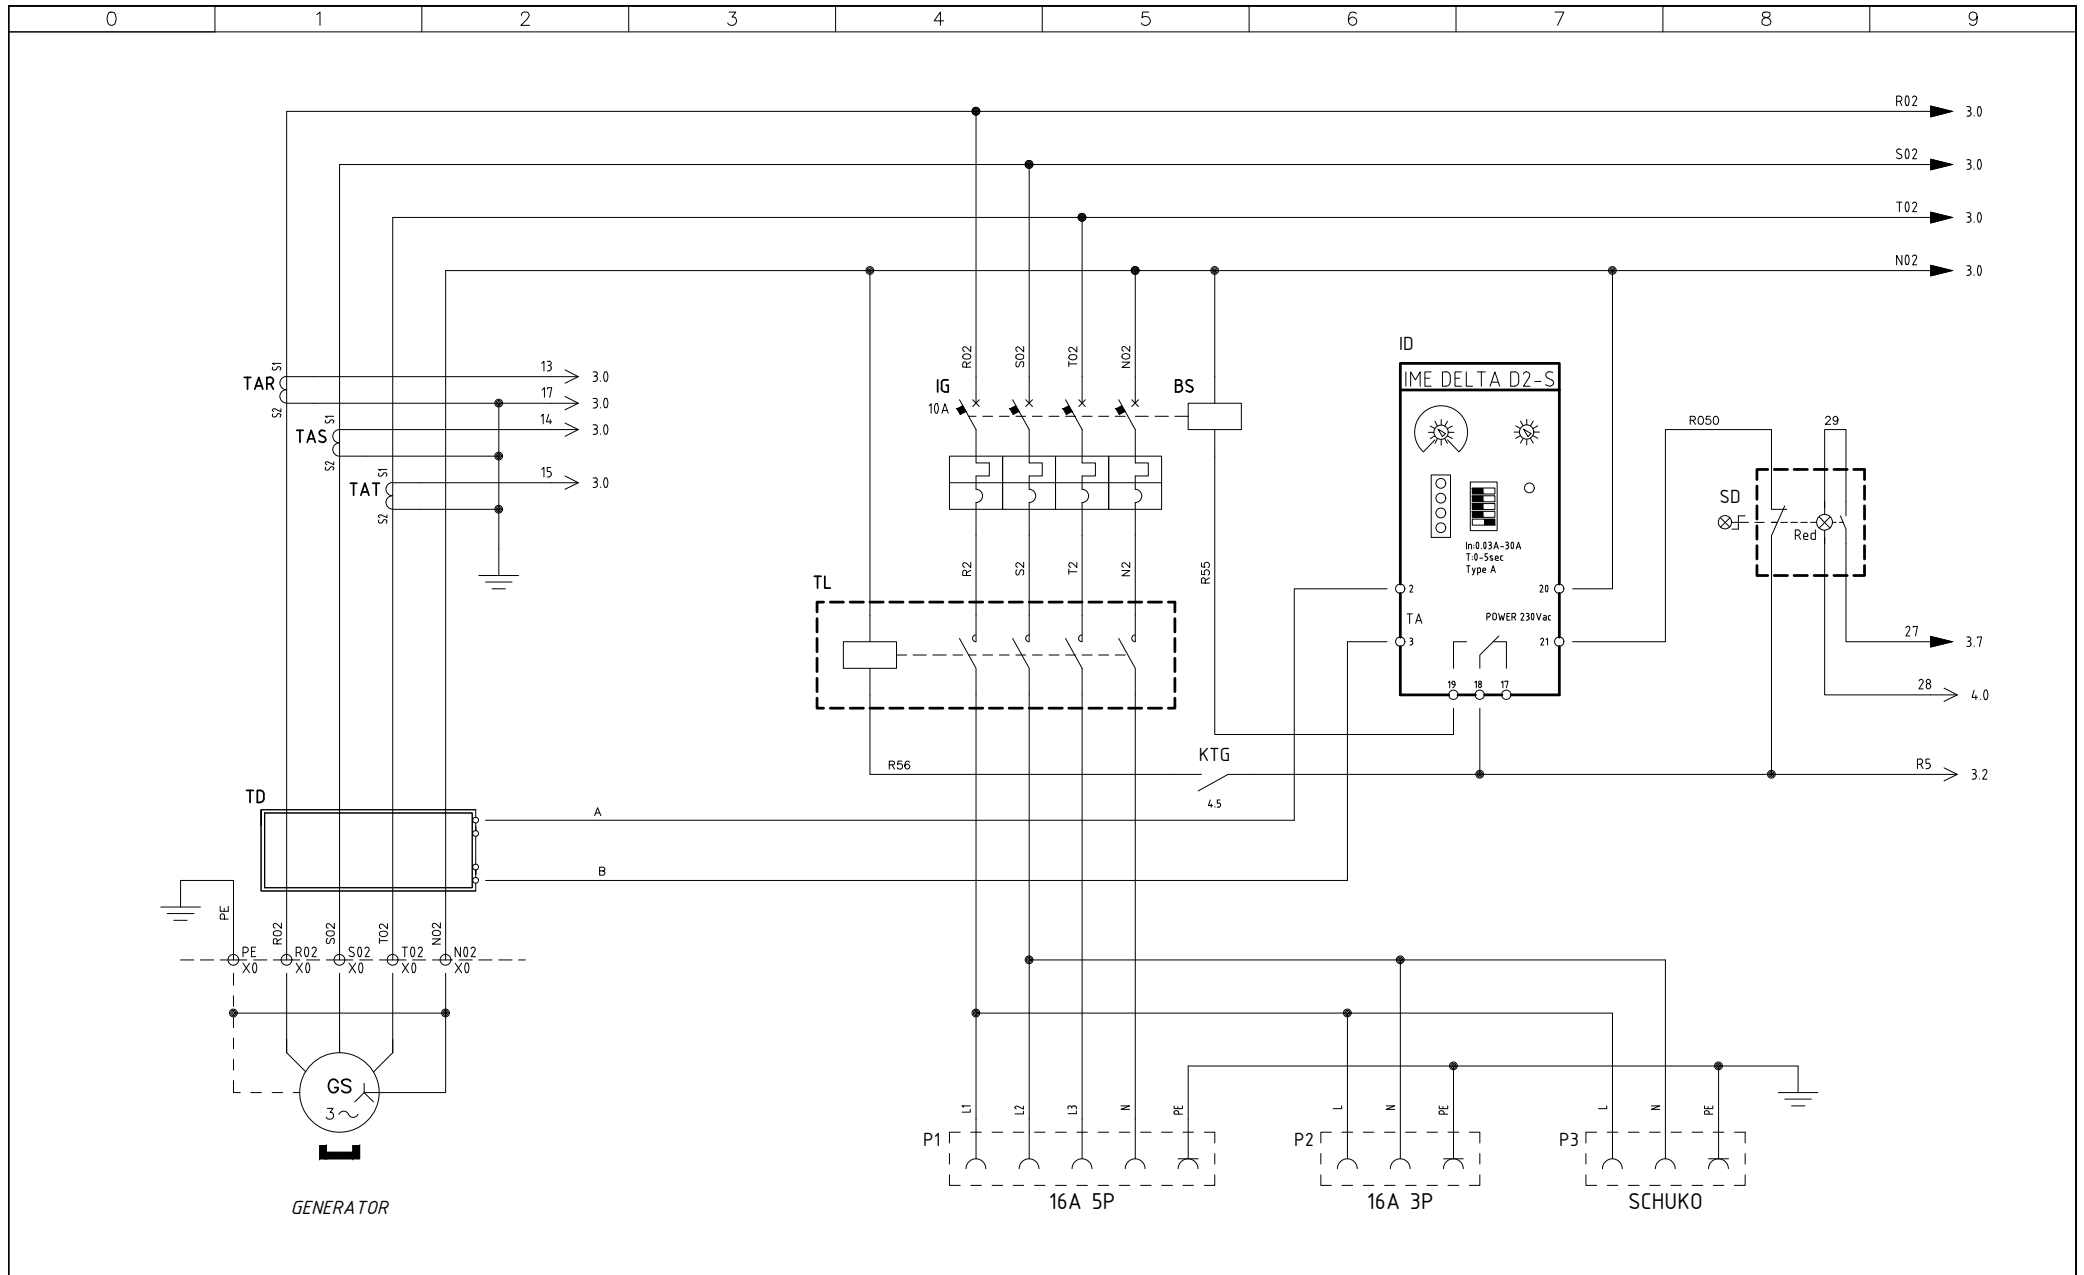 0 1 2 3 4 5 6 7 8 9
R02 3.0
S02 3.0
T02 3.0
N02 3.0
R02 S02 T02 N02
IG
10A
BS
ID
IME DELTA D2-S
In:0.03A-30A
T:0-5sec
Type A
2
TA
3
20
POWER 230Vac
21
19 18 17
S1
TAR
S2
13 3.0
17 3.0
S1
TAS
S2
14 3.0
S1
TAT
S2
15 3.0
R050
29
SD
Red
27 3.7
28 4.0
R5 3.2
R2 S2 T2 N2
R55
TL
R56
KTG
4.5
TD
A
B
PE
R02 S02 T02 N02
PE R02 S02 T02 N02
X0 X0 X0 X0 X0
GS
3~
GENERATOR
L1 L2 L3 N PE
P1
16A 5P
L N PE
P2
16A 3P
L N PE
P3
SCHUKO